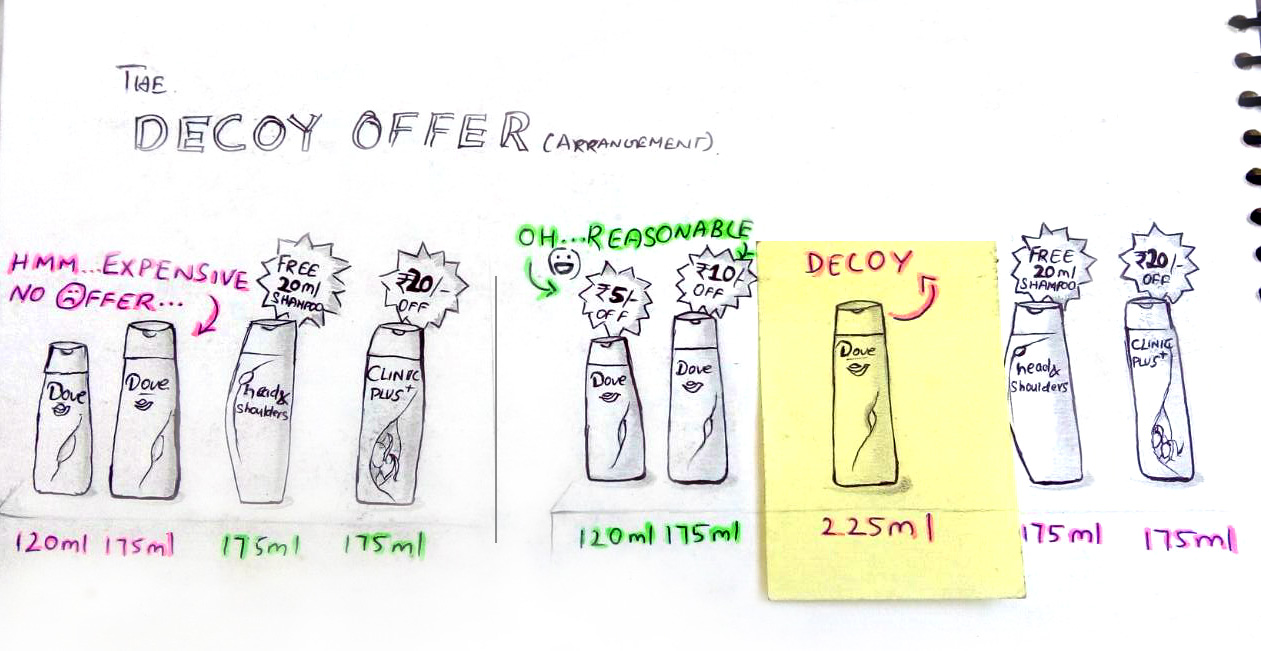 THE
DECOY OFFER (ARRANGEMENT)
HMM...EXPENSIVE
NO OFFER...
FREE
20ml
SHAMPOO
₹20/-
OFF
Dove
Dove
head&
shoulders
CLINIC
PLUS+
120ml 175ml 175ml 175ml
OH...REASONABLE
₹5/-
OFF
₹10/-
OFF
DECOY
FREE
20ml
SHAMPOO
₹20/-
OFF
Dove
Dove
Dove
head&
shoulders
CLINIC
PLUS+
120ml 175ml 225ml 175ml 175ml